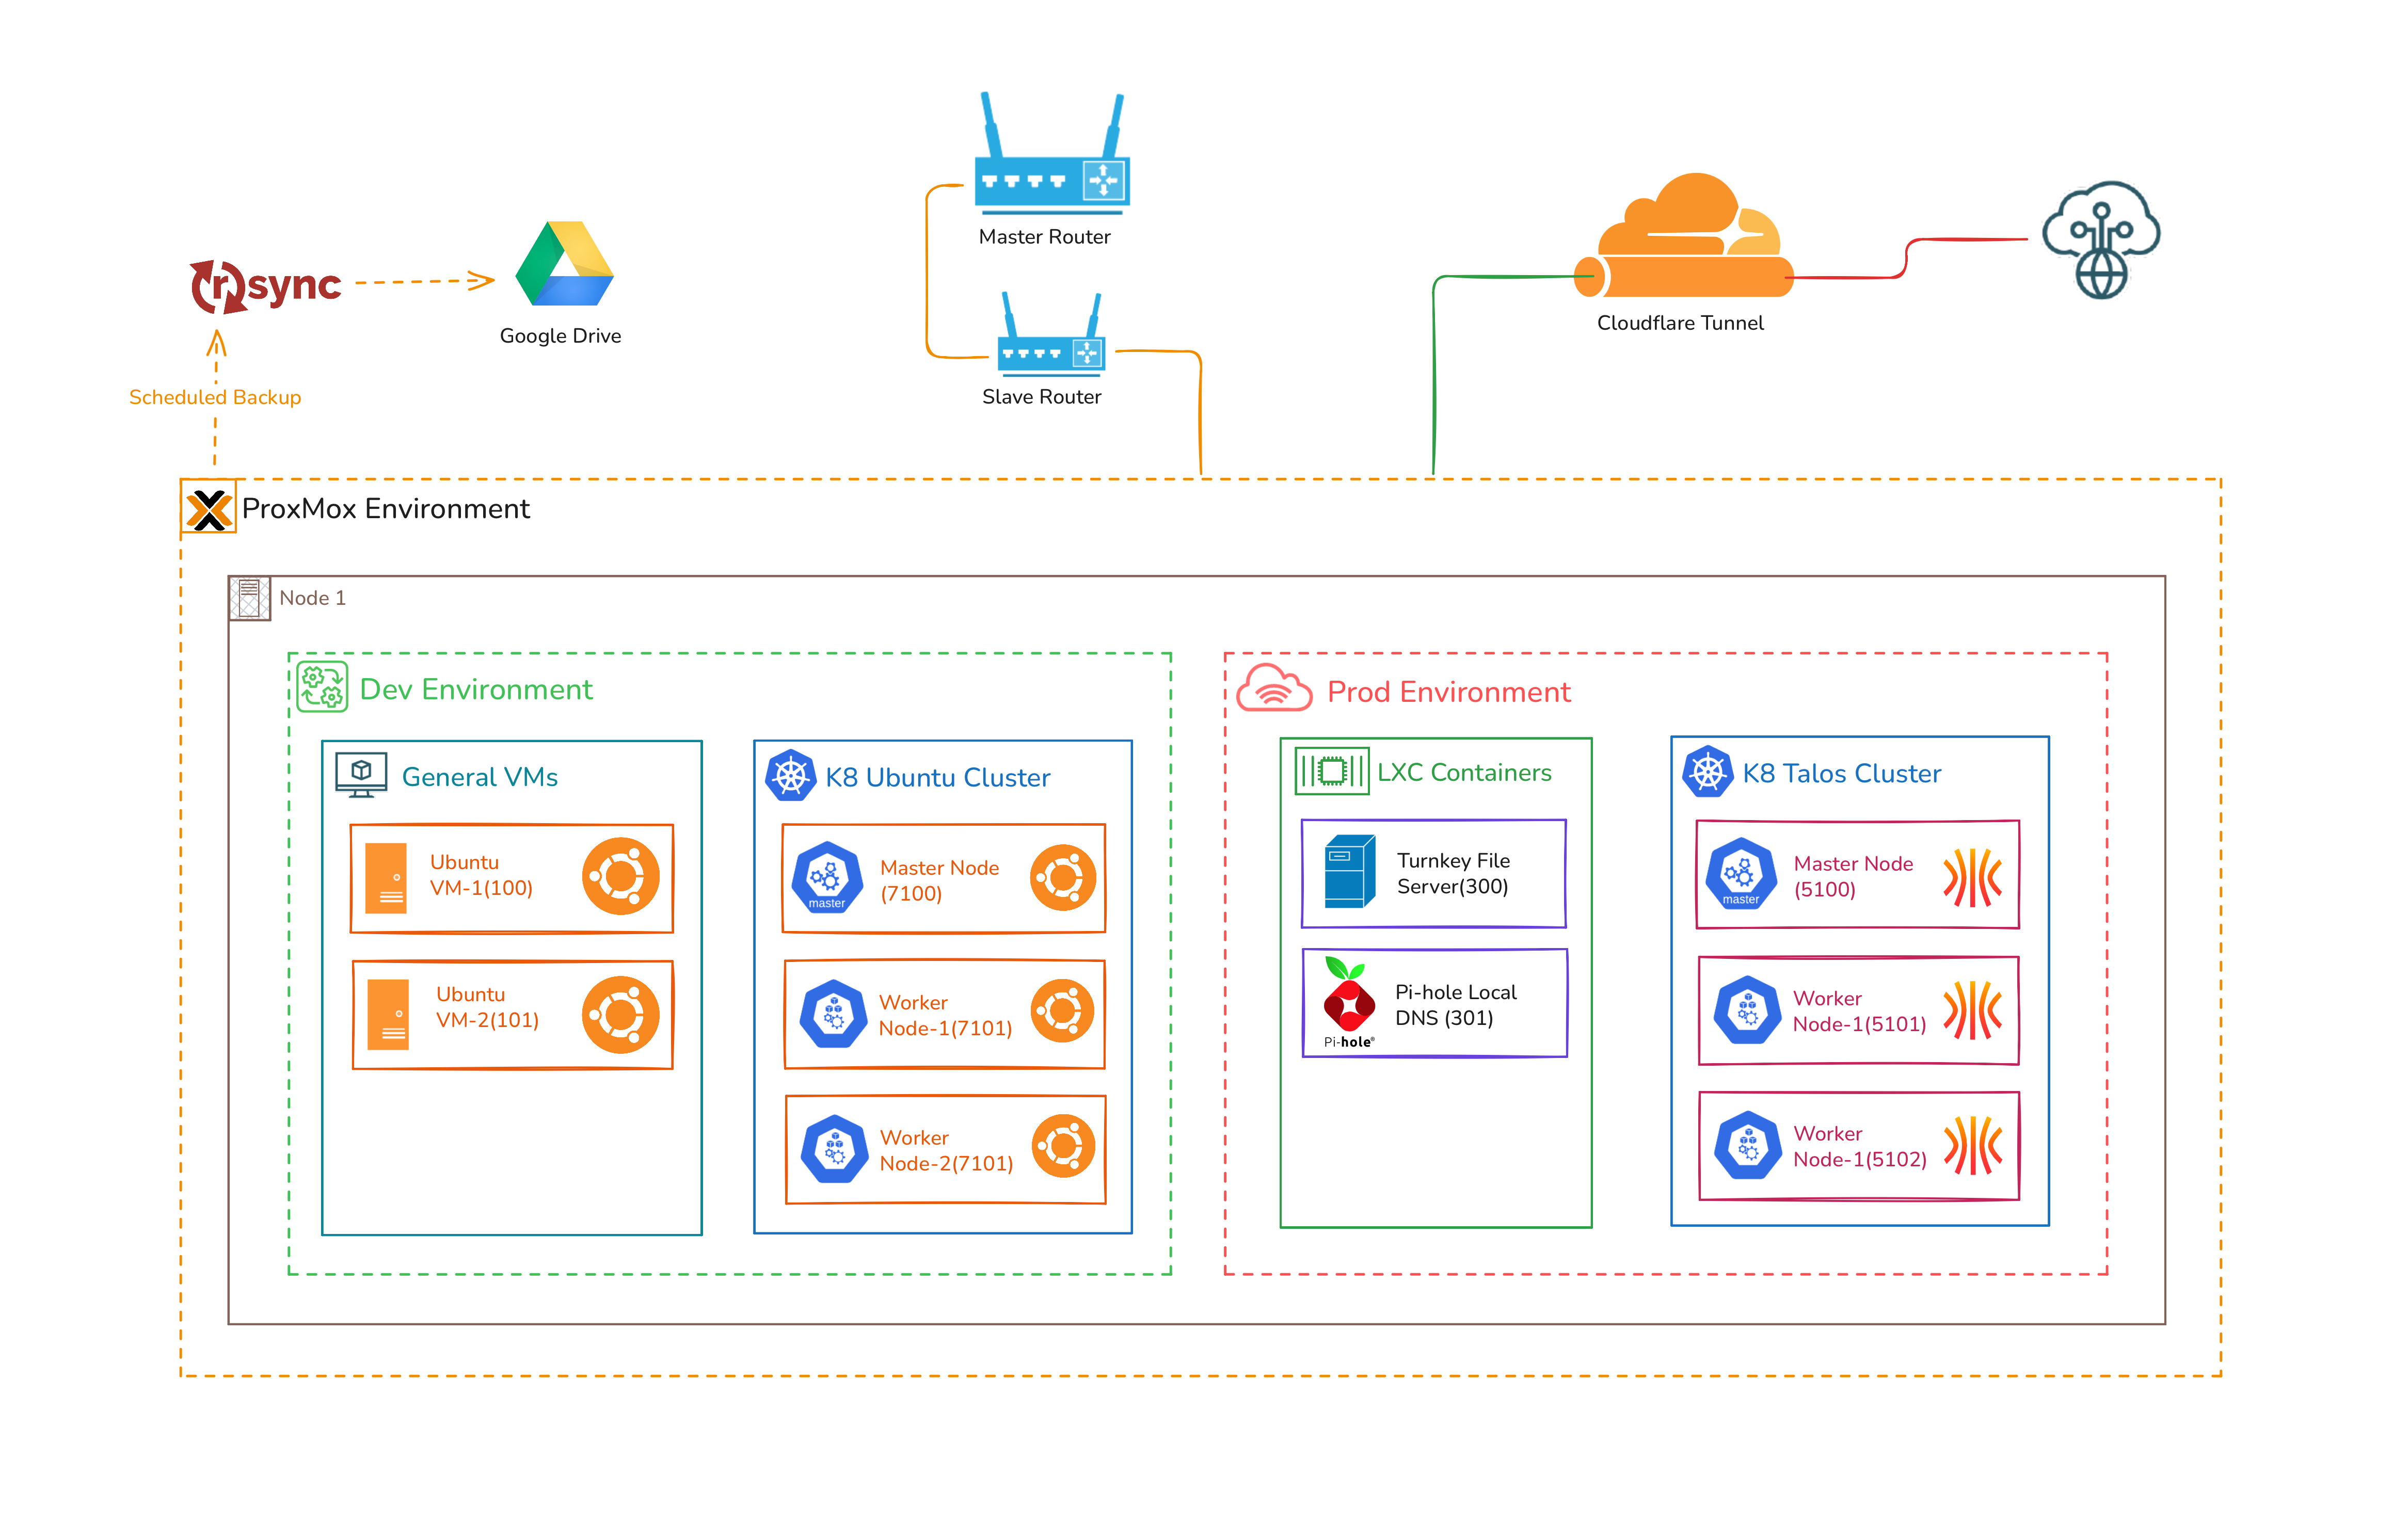 Master Router
rsync
Google Drive
Cloudflare Tunnel
Slave Router
Scheduled Backup
ProxMox Environment
Node 1
Dev Environment
General VMs
Ubuntu
VM-1(100)
Ubuntu
VM-2(101)
K8 Ubuntu Cluster
master
Master Node
(7100)
Worker
Node-1(7101)
Worker
Node-2(7101)
Prod Environment
LXC Containers
Turnkey File
Server(300)
Pi-hole®
Pi-hole Local
DNS (301)
K8 Talos Cluster
master
Master Node
(5100)
Worker
Node-1(5101)
Worker
Node-1(5102)